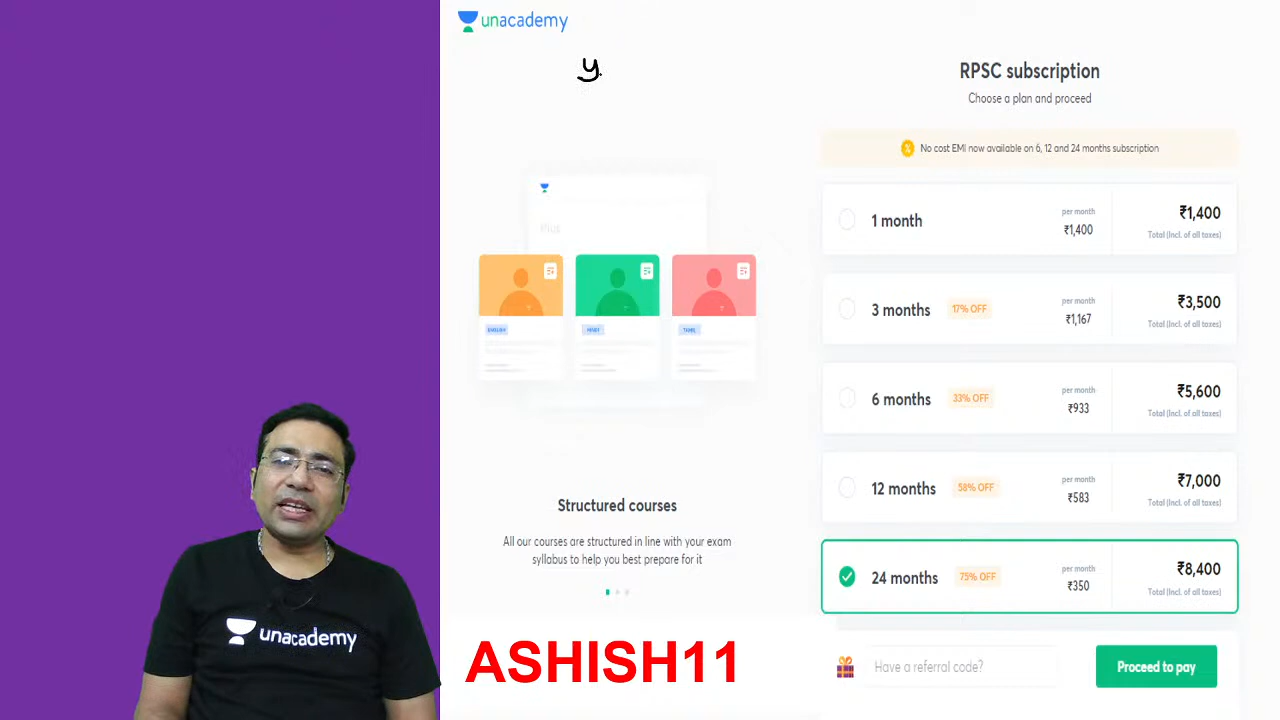 unacademy
y
RPSC subscription
Choose a plan and proceed
No cost EMI now available on 6, 12 and 24 months subscription
1 month
per month
₹1,400
₹1,400
Total (Incl. of all taxes)
Plus
3 months
17% OFF
per month
₹1,167
₹3,500
Total (Incl. of all taxes)
ENGLISH
HINDI
TAMIL
6 months
33% OFF
per month
₹933
₹5,600
Total (Incl. of all taxes)
12 months
58% OFF
per month
₹583
₹7,000
Total (Incl. of all taxes)
Structured courses
All our courses are structured in line with your exam
syllabus to help you best prepare for it
24 months
75% OFF
per month
₹350
₹8,400
Total (Incl. of all taxes)
unacademy
ASHISH11
Have a referral code?
Proceed to pay